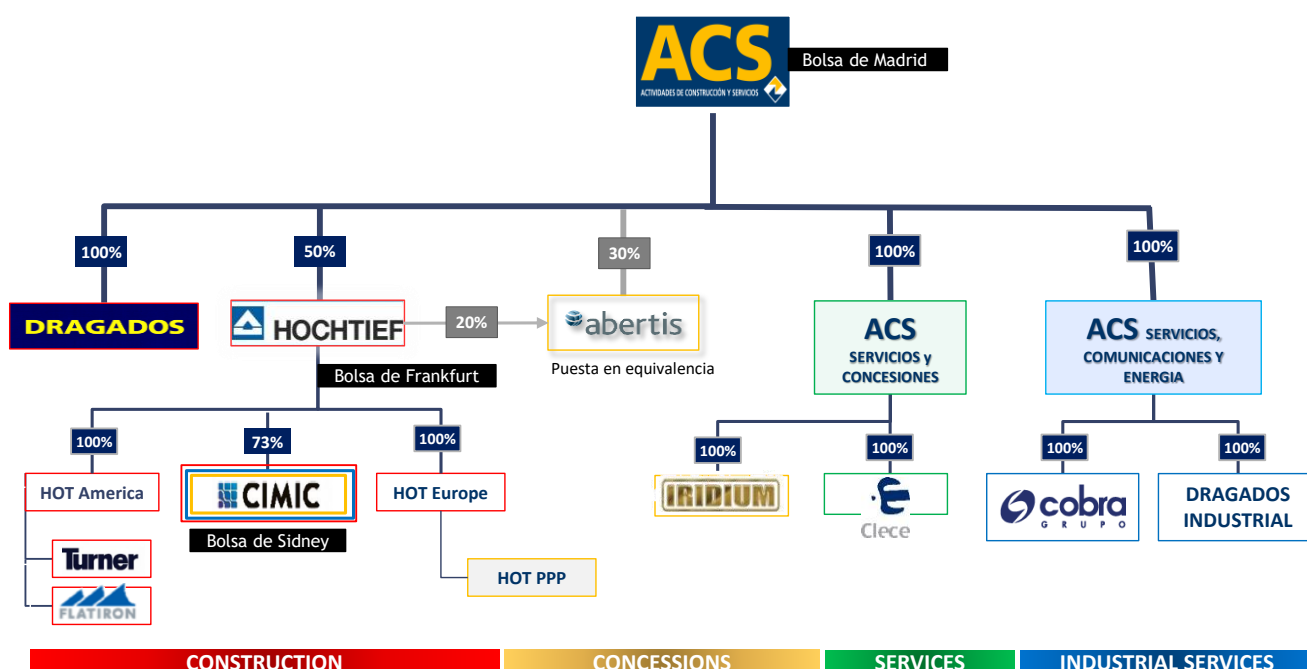 ACS
ACTIVIDADES DE CONSTRUCCIÓN Y SERVICIOS
Bolsa de Madrid
100%
50%
30%
100%
100%
DRAGADOS
HOCHTIEF
20%
abertis
ACS
SERVICIOS y
CONCESIONES
ACS SERVICIOS,
COMUNICACIONES Y
ENERGIA
Bolsa de Frankfurt
Puesta en equivalencia
100%
73%
100%
100%
100%
100%
100%
HOT America
CIMIC
HOT Europe
IRIDIUM
Clece
cobra
GRUPO
DRAGADOS
INDUSTRIAL
Bolsa de Sidney
Turner
HOT PPP
FLATIRON
CONSTRUCTION
CONCESSIONS
SERVICES
INDUSTRIAL SERVICES